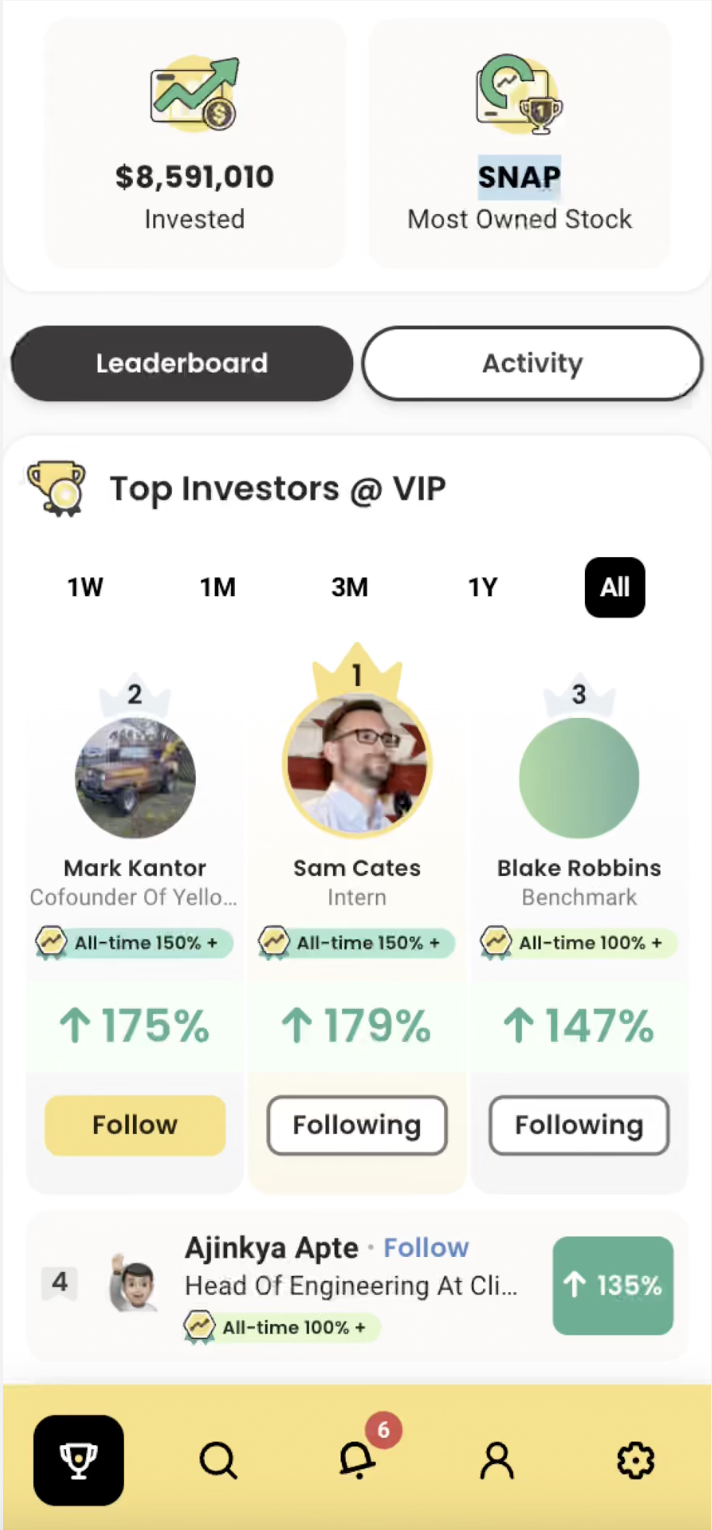 $8,591,010
Invested
SNAP
Most Owned Stock
Leaderboard
Activity
Top Investors @ VIP
1W
1M
3M
1Y
All
2
Mark Kantor
Cofounder Of Yello...
All-time 150% +
175%
Follow
1
Sam Cates
Intern
All-time 150% +
179%
Following
3
Blake Robbins
Benchmark
All-time 100% +
147%
Following
4
Ajinkya Apte · Follow
Head Of Engineering At Cli...
All-time 100% +
135%
6